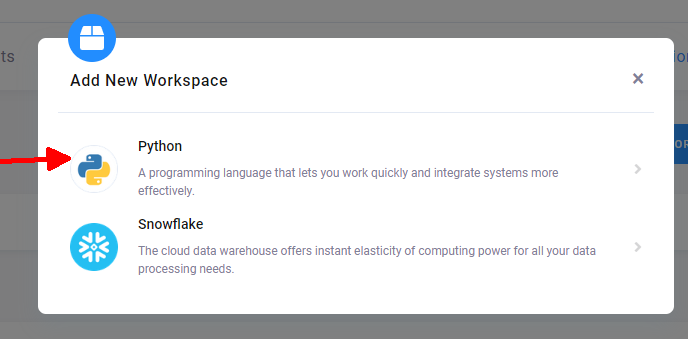 ts
Add New Workspace
×
Python
A programming language that lets you work quickly and integrate systems more
effectively.
Snowflake
The cloud data warehouse offers instant elasticity of computing power for all your data
processing needs.